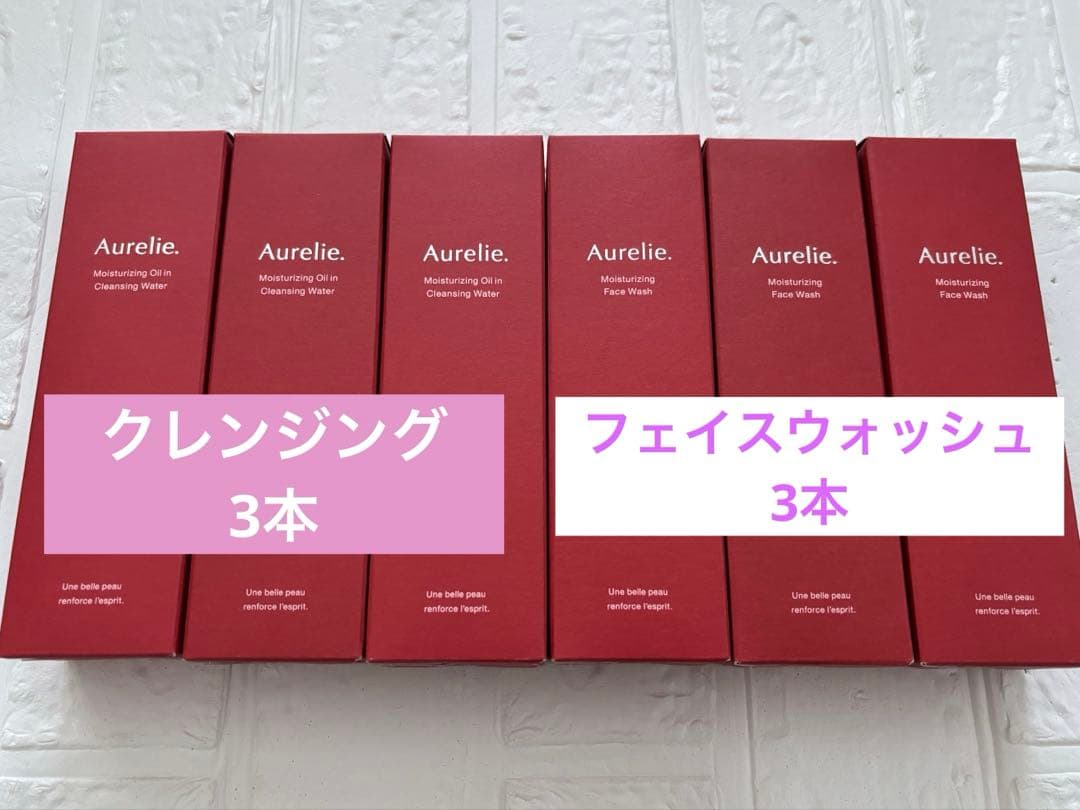 Aurelie.
Moisturizing Oil in
Cleansing Water
Aurelie.
Moisturizing Oil in
Cleansing Water
Aurelie.
Moisturizing Oil in
Cleansing Water
Aurelie.
Moisturizing
Face Wash
Aurelie.
Moisturizing
Face Wash
Aurelie.
Moisturizing
Face Wash
クレンジング
3本
フェイスウォッシュ
3本
Une belle peau
renforce l'esprit.
Une belle peau
renforce l'esprit.
Une belle peau
renforce l'esprit.
Une belle peau
renforce l'esprit.
Une belle peau
renforce l'esprit.
Une belle peau
renforce l'esprit.